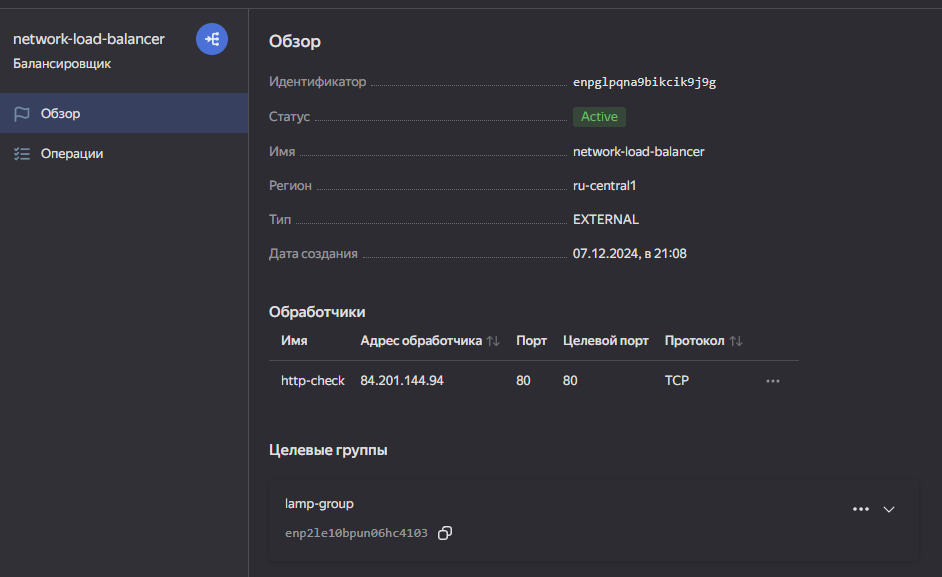 network-load-balancer
Балансировщик
Обзор
Операции
Обзор
Идентификатор enpglpqna9bikcik9j9g
Статус Active
Имя network-load-balancer
Регион ru-central1
Тип EXTERNAL
Дата создания 07.12.2024, в 21:08
Обработчики
Имя Адрес обработчика Порт Целевой порт Протокол
http-check 84.201.144.94 80 80 TCP
Целевые группы
lamp-group
enp2le10bpun06hc4103